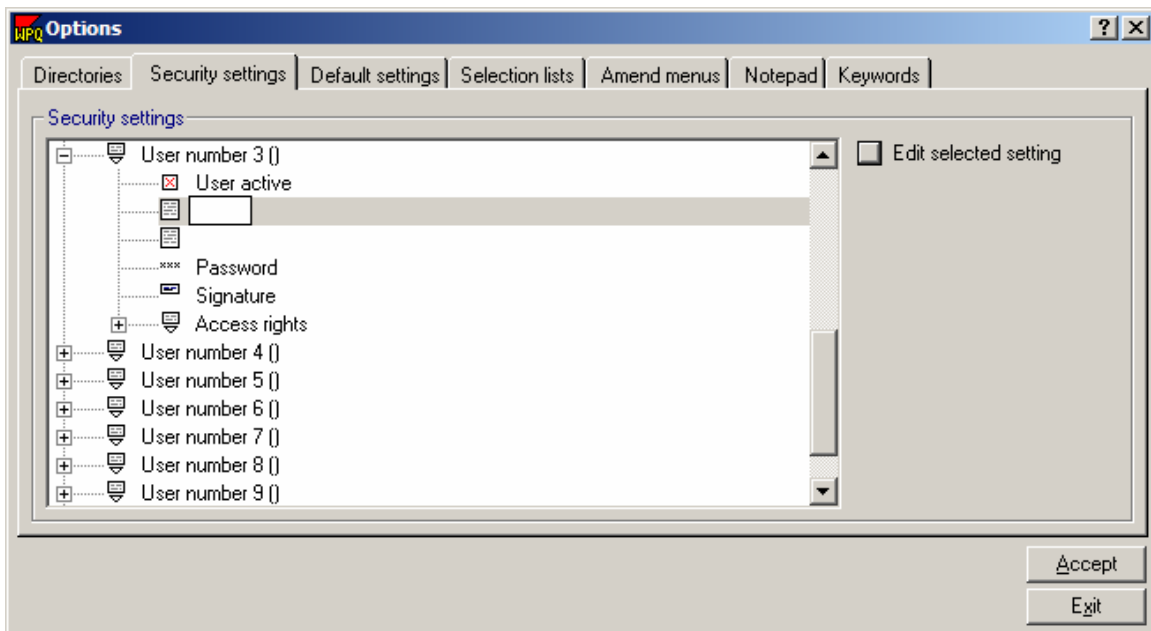 WPQ Options
Directories Security settings Default settings Selection lists Amend menus Notepad Keywords
Security settings
User number 3 ()
Edit selected setting
User active
xxx Password
Signature
Access rights
User number 4 ()
User number 5 ()
User number 6 ()
User number 7 ()
User number 8 ()
User number 9 ()
Accept
Exit